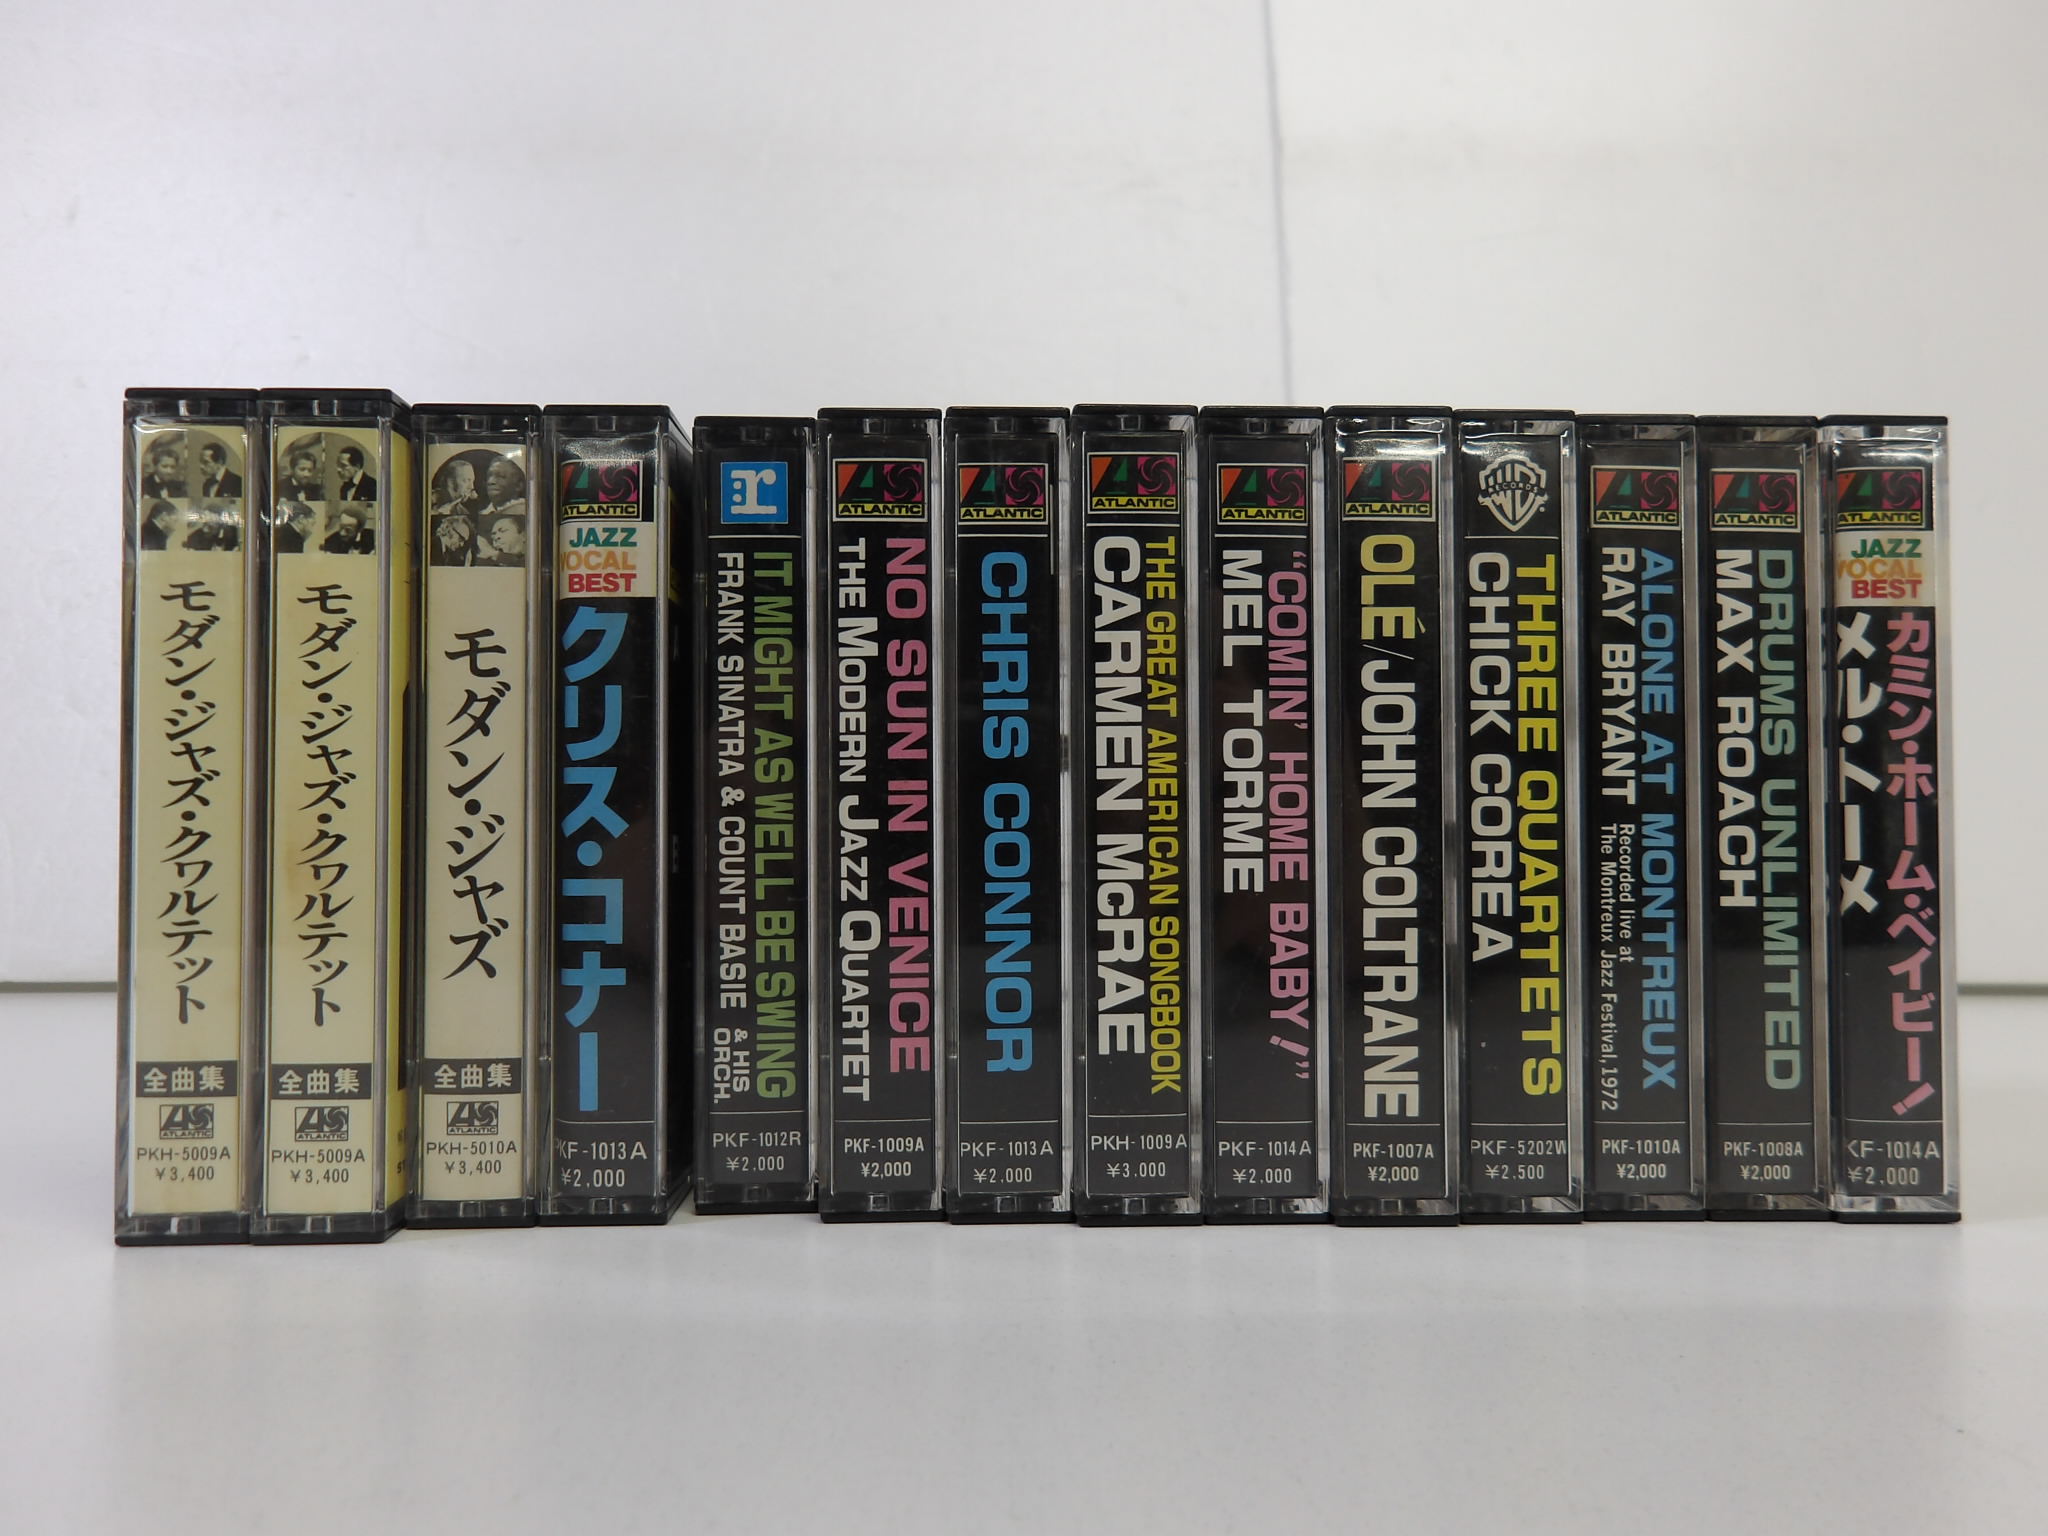 モダン・ジャズ・クヮルテット
全曲集
ATLANTIC
PKH-5009A
¥3,400
モダン・ジャズ・クヮルテット
全曲集
ATLANTIC
PKH-5009A
¥3,400
モダン・ジャズ
全曲集
ATLANTIC
PKH-5010A
¥3,400
ATLANTIC
JAZZ
VOCAL
BEST
クリス・コナー
PKF-1013A
¥2,000
r
IT MIGHT AS WELL BE SWING
FRANK SINATRA & COUNT BASIE & HIS ORCH.
PKF-1012R
¥2,000
ATLANTIC
NO SUN IN VENICE
THE MODERN JAZZ QUARTET
PKF-1009A
¥2,000
ATLANTIC
CHRIS CONNOR
PKF-1013A
¥2,000
ATLANTIC
THE GREAT AMERICAN SONGBOOK
CARMEN McRAE
PKH-1009A
¥3,000
ATLANTIC
“COMIN' HOME BABY!”
MEL TORME
PKF-1014A
¥2,000
ATLANTIC
OLÉ/JOHN COLTRANE
PKF-1007A
¥2,000
RECORDS
THREE QUARTETS
CHICK COREA
PKF-5202W
¥2,500
ATLANTIC
ALONE AT MONTREUX
RAY BRYANT
Recorded live at
The Montreux Jazz Festival, 1972
PKF-1010A
¥2,000
ATLANTIC
DRUMS UNLIMITED
MAX ROACH
PKF-1008A
¥2,000
ATLANTIC
JAZZ
VOCAL
BEST
カミン・ホーム・ベイビー!
メル・トーメ
KF-1014A
¥2,000